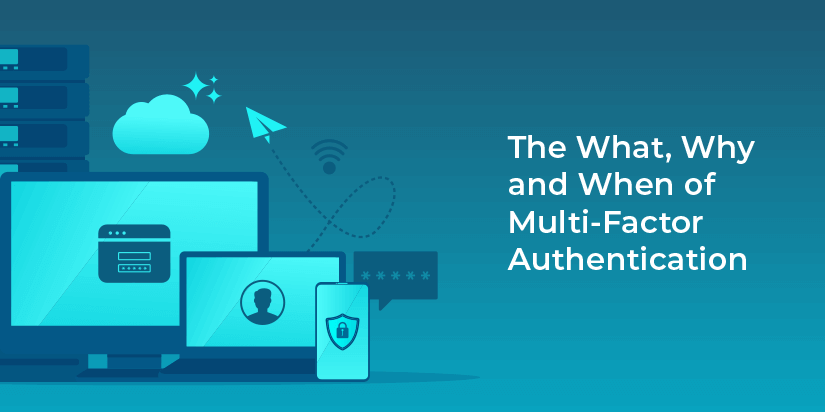 The What, Why
and When of
Multi-Factor
Authentication
*****